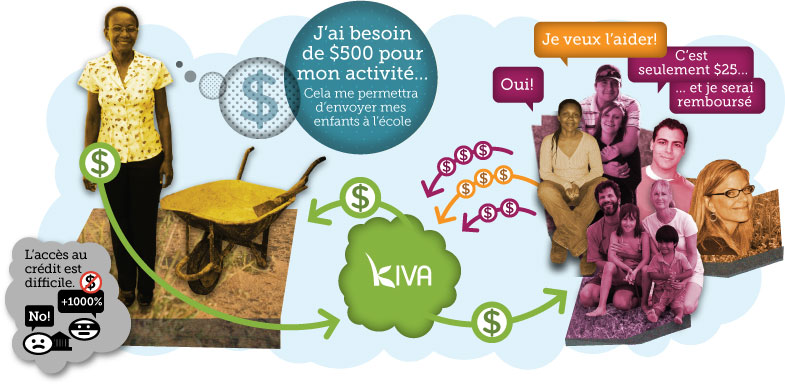 J'ai besoin
de $500 pour
mon activité...
Cela me permettra
d'envoyer mes
enfants à l'école
$
Je veux l'aider!
Oui!
C'est
seulement $25...
... et je serai
remboursé
$
$ $ $
$ $ $
$ $
$
KIVA
$
L'accès au
crédit est
difficile. $
+1000%
No!